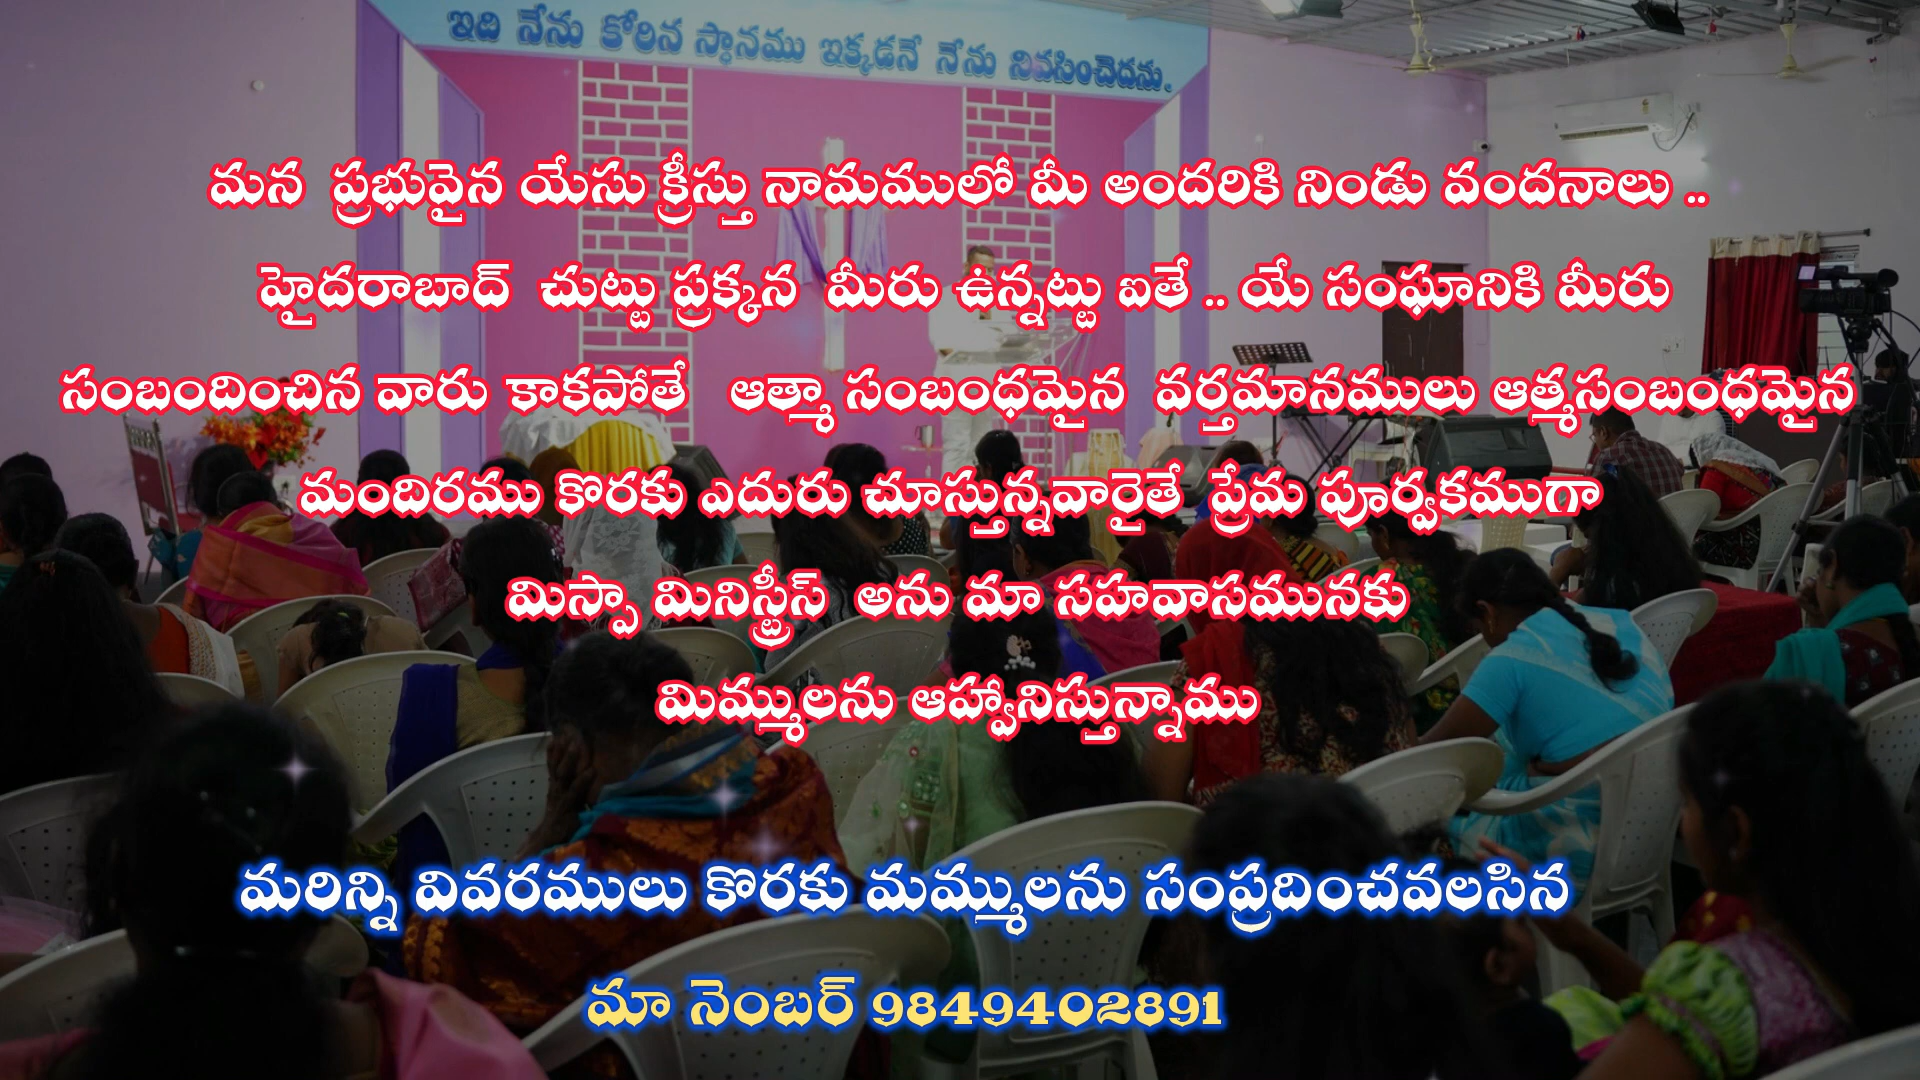 ఇది నేను కోరిన స్థానము ఇక్కడనే నేను నివసించెదను.
మన ప్రభువైన యేసు క్రీస్తు నామములో మీ అందరికి నిండు వందనాలు ..
హైదరాబాద్ చుట్టు ప్రక్కన మీరు ఉన్నట్టు ఐతే .. యే సంఘానికి మీరు
సంబందించిన వారు కాకపోతే ఆత్మా సంబంధమైన వర్తమానములు ఆత్మసంబంధమైన
మందిరము కొరకు ఎదురు చూస్తున్నవారైతే ప్రేమ పూర్వకముగా
మిస్పా మినిస్ట్రీస్ అను మా సహవాసమునకు
మిమ్ములను ఆహ్వానిస్తున్నాము
మరిన్ని వివరములు కొరకు మమ్ములను సంప్రదించవలసిన
మా నెంబర్ 9849402891